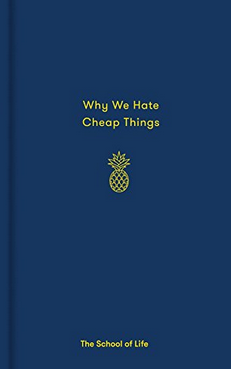 Why We Hate
Cheap Things
The School of Life